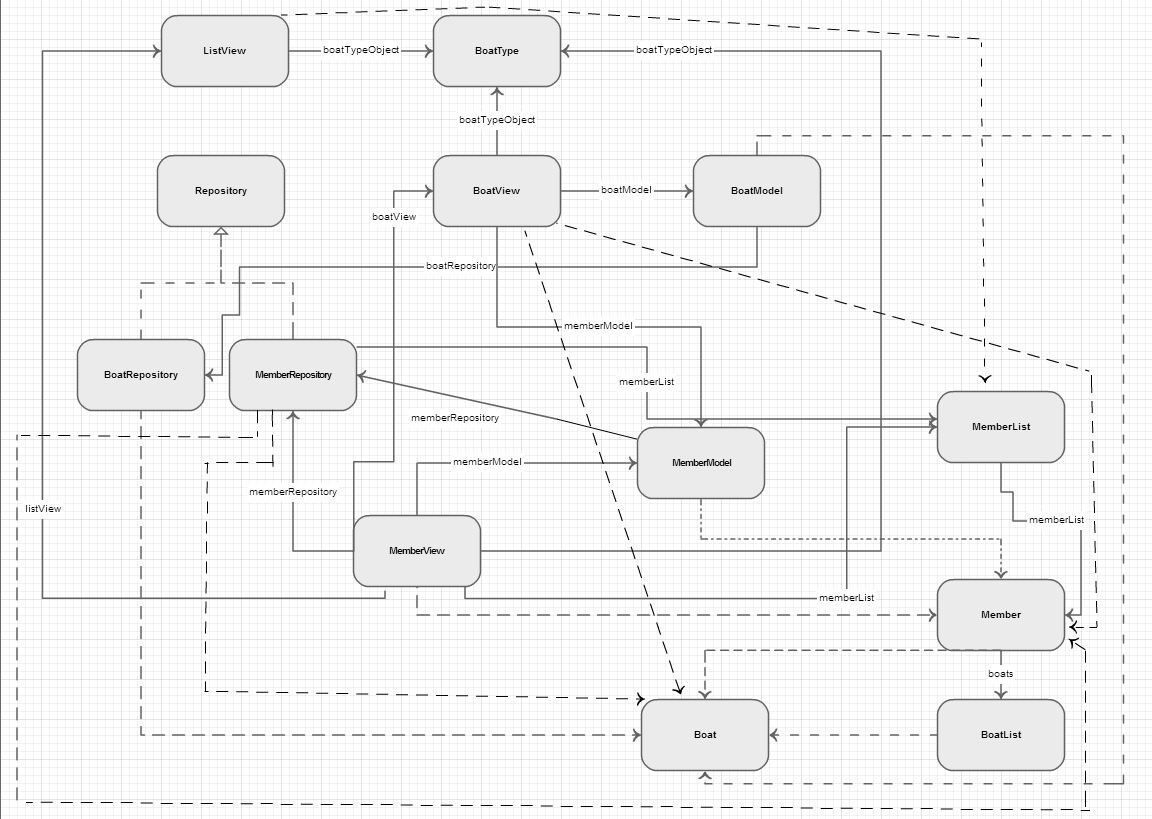 ListView
boatTypeObject
BoatType
boatTypeObject
boatTypeObject
Repository
BoatView
boatModel
BoatModel
boatView
boatRepository
memberModel
BoatRepository
MemberRepository
memberList
memberRepository
MemberList
memberModel
MemberModel
memberRepository
listView
memberList
MemberView
memberList
Member
boats
Boat
BoatList